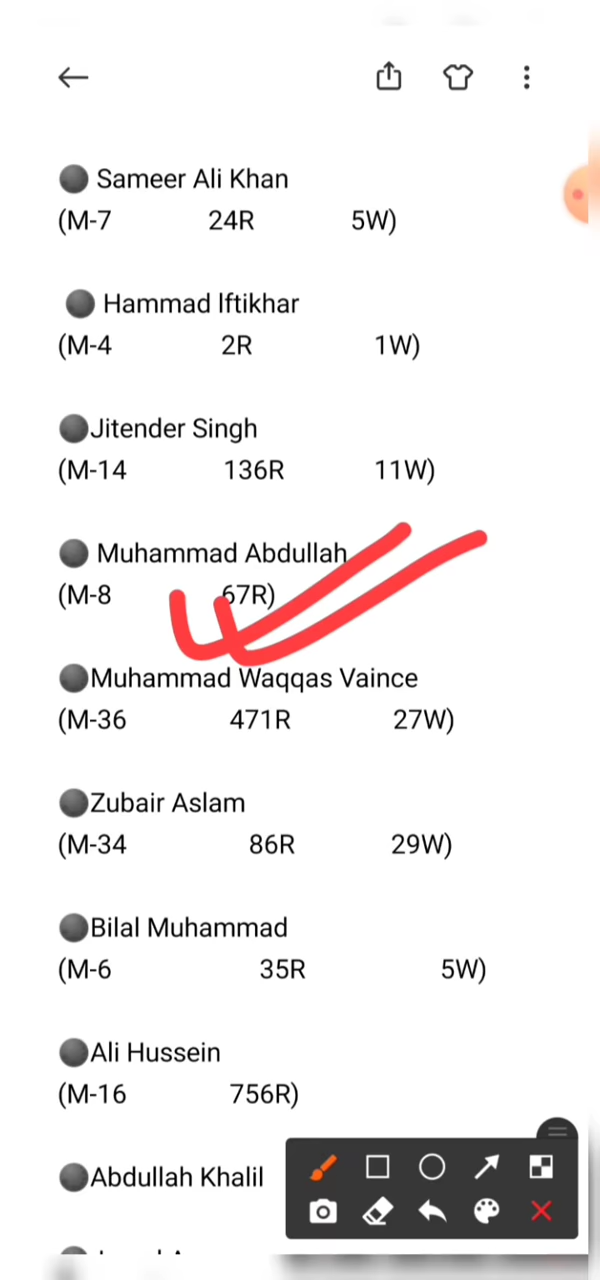 Sameer Ali Khan
(M-7 24R 5W)
Hammad Iftikhar
(M-4 2R 1W)
Jitender Singh
(M-14 136R 11W)
Muhammad Abdullah
(M-8 67R)
Muhammad Waqqas Vaince
(M-36 471R 27W)
Zubair Aslam
(M-34 86R 29W)
Bilal Muhammad
(M-6 35R 5W)
Ali Hussein
(M-16 756R)
Abdullah Khalil